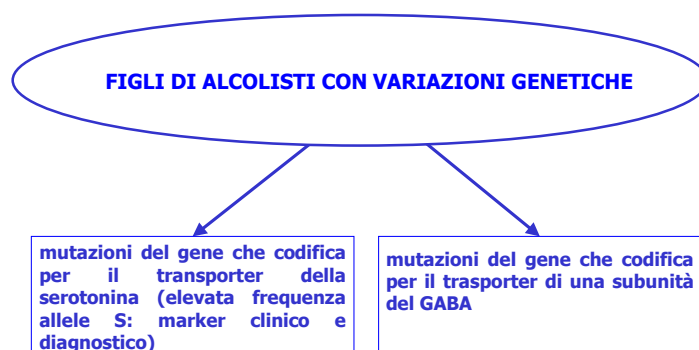 FIGLI DI ALCOLISTI CON VARIAZIONI GENETICHE
mutazioni del gene che codifica
per il transporter della
serotonina (elevata frequenza
allele S: marker clinico e
diagnostico)
mutazioni del gene che codifica
per il trasporter di una subunità
del GABA